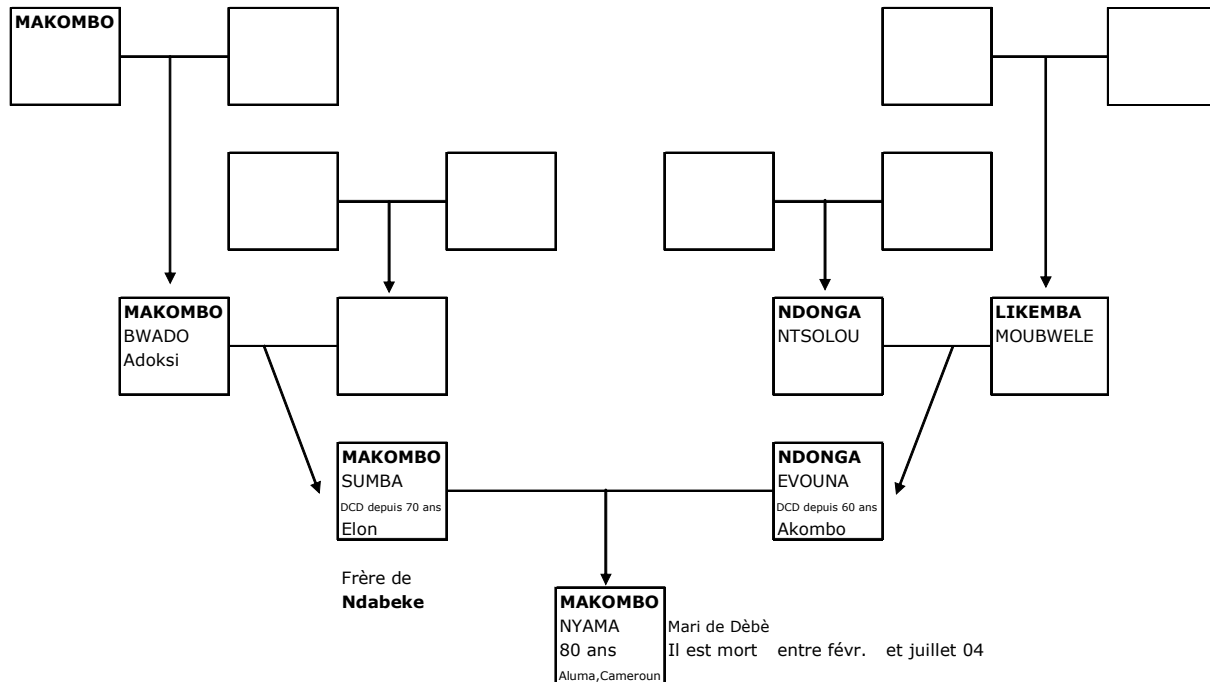 MAKOMBO
MAKOMBO
BWADO
Adoksi
NDONGA
NTSOLOU
LIKEMBA
MOUBWELE
MAKOMBO
SUMBA
DCD depuis 70 ans
Elon
NDONGA
EVOUNA
DCD depuis 60 ans
Akombo
Frère de
Ndabeke
MAKOMBO
NYAMA
80 ans
Aluma,Cameroun
Mari de Dèbè
Il est mort entre févr. et juillet 04